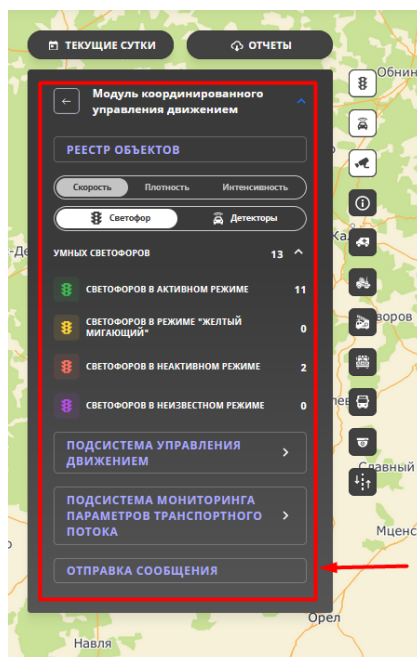 ТЕКУЩИЕ СУТКИ
ОТЧЕТЫ
Обнин
Модуль координированного
управления движением
РЕЕСТР ОБЪЕКТОВ
Скорость Плотность Интенсивность
Светофор Детекторы
УМНЫХ СВЕТОФОРОВ 13
СВЕТОФОРОВ В АКТИВНОМ РЕЖИМЕ 11
СВЕТОФОРОВ В РЕЖИМЕ "ЖЕЛТЫЙ
МИГАЮЩИЙ" 0
СВЕТОФОРОВ В НЕАКТИВНОМ РЕЖИМЕ 2
СВЕТОФОРОВ В НЕИЗВЕСТНОМ РЕЖИМЕ 0
ПОДСИСТЕМА УПРАВЛЕНИЯ
ДВИЖЕНИЕМ
ПОДСИСТЕМА МОНИТОРИНГА
ПАРАМЕТРОВ ТРАНСПОРТНОГО
ПОТОКА
ОТПРАВКА СООБЩЕНИЯ
-Де
Ка
воров
лев
Славный
Мценс
Орел
Навля